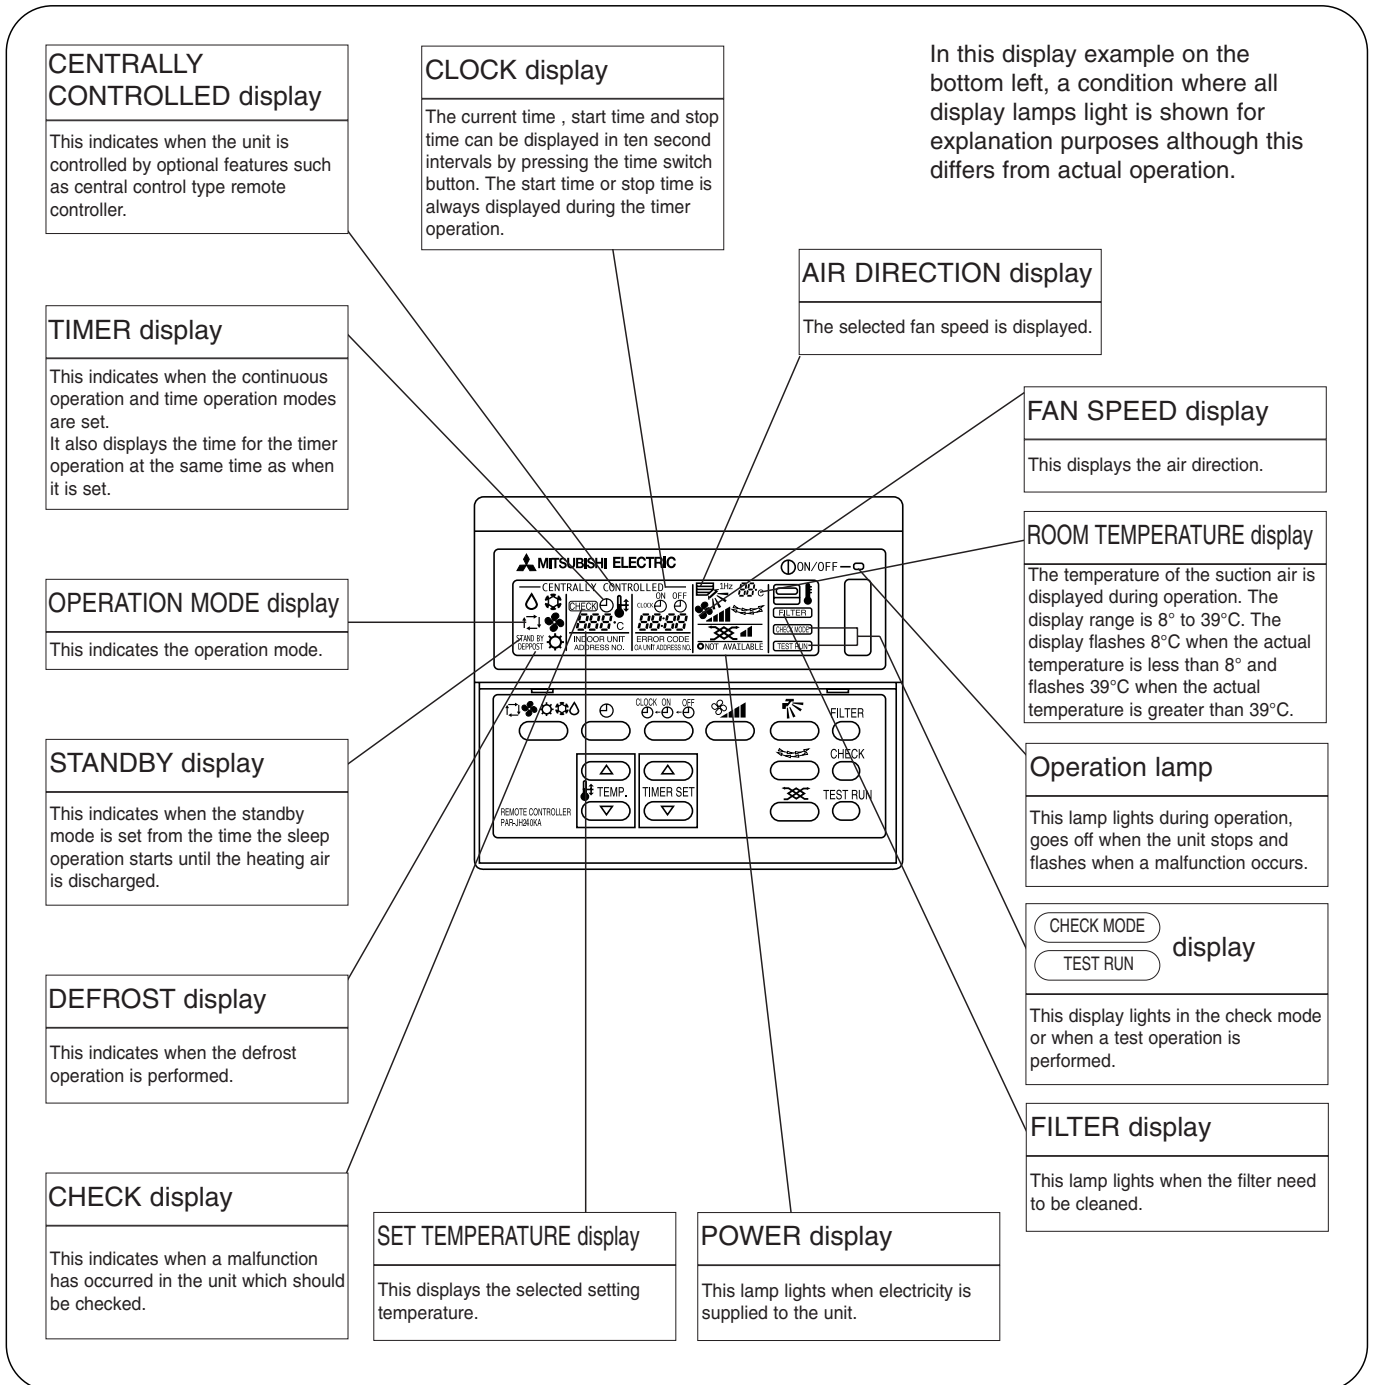 CENTRALLY
CONTROLLED display
This indicates when the unit is
controlled by optional features such
as central control type remote
controller.
CLOCK display
The current time , start time and stop
time can be displayed in ten second
intervals by pressing the time switch
button. The start time or stop time is
always displayed during the timer
operation.
In this display example on the
bottom left, a condition where all
display lamps light is shown for
explanation purposes although this
differs from actual operation.
AIR DIRECTION display
The selected fan speed is displayed.
TIMER display
This indicates when the continuous
operation and time operation modes
are set.
It also displays the time for the timer
operation at the same time as when
it is set.
FAN SPEED display
This displays the air direction.
ROOM TEMPERATURE display
The temperature of the suction air is
displayed during operation. The
display range is 8° to 39°C. The
display flashes 8°C when the actual
temperature is less than 8° and
flashes 39°C when the actual
temperature is greater than 39°C.
OPERATION MODE display
This indicates the operation mode.
MITSUBISHI ELECTRIC
ON/OFF
CENTRALLY CONTROLLED
ON OFF
1Hz 88°C
CHECK
CLOCK
FILTER
888°C
88:88
CHECK MODE
STAND BY
DEFPOST
INDOOR UNIT
ADDRESS NO.
ERROR CODE
OA UNIT ADDRESS NO.
NOT AVAILABLE
TEST RUN
CLOCK ON OFF
FILTER
CHECK
TEMP.
TIMER SET
TEST RUN
REMOTE CONTROLLER
PAR-JH240KA
STANDBY display
This indicates when the standby
mode is set from the time the sleep
operation starts until the heating air
is discharged.
Operation lamp
This lamp lights during operation,
goes off when the unit stops and
flashes when a malfunction occurs.
CHECK MODE
TEST RUN
display
This display lights in the check mode
or when a test operation is
performed.
DEFROST display
This indicates when the defrost
operation is performed.
FILTER display
This lamp lights when the filter need
to be cleaned.
CHECK display
This indicates when a malfunction
has occurred in the unit which should
be checked.
SET TEMPERATURE display
This displays the selected setting
temperature.
POWER display
This lamp lights when electricity is
supplied to the unit.